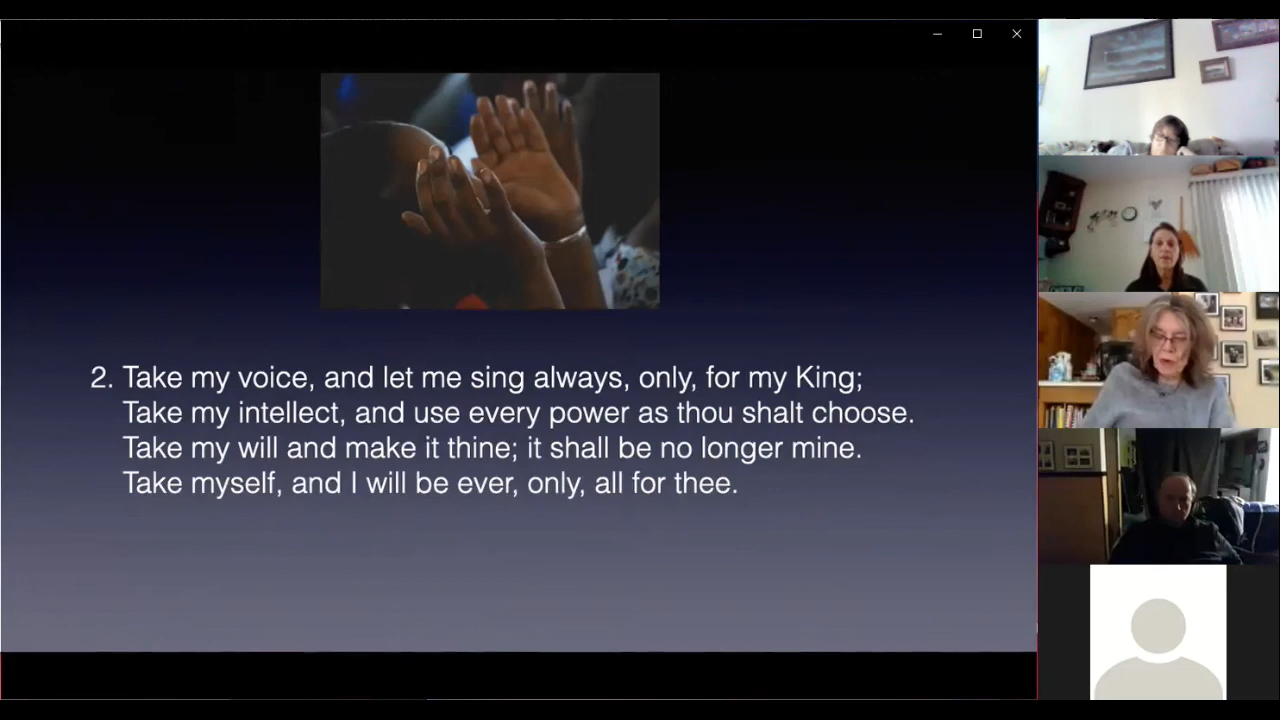 2. Take my voice, and let me sing always, only, for my King;
Take my intellect, and use every power as thou shalt choose.
Take my will and make it thine; it shall be no longer mine.
Take myself, and I will be ever, only, all for thee.